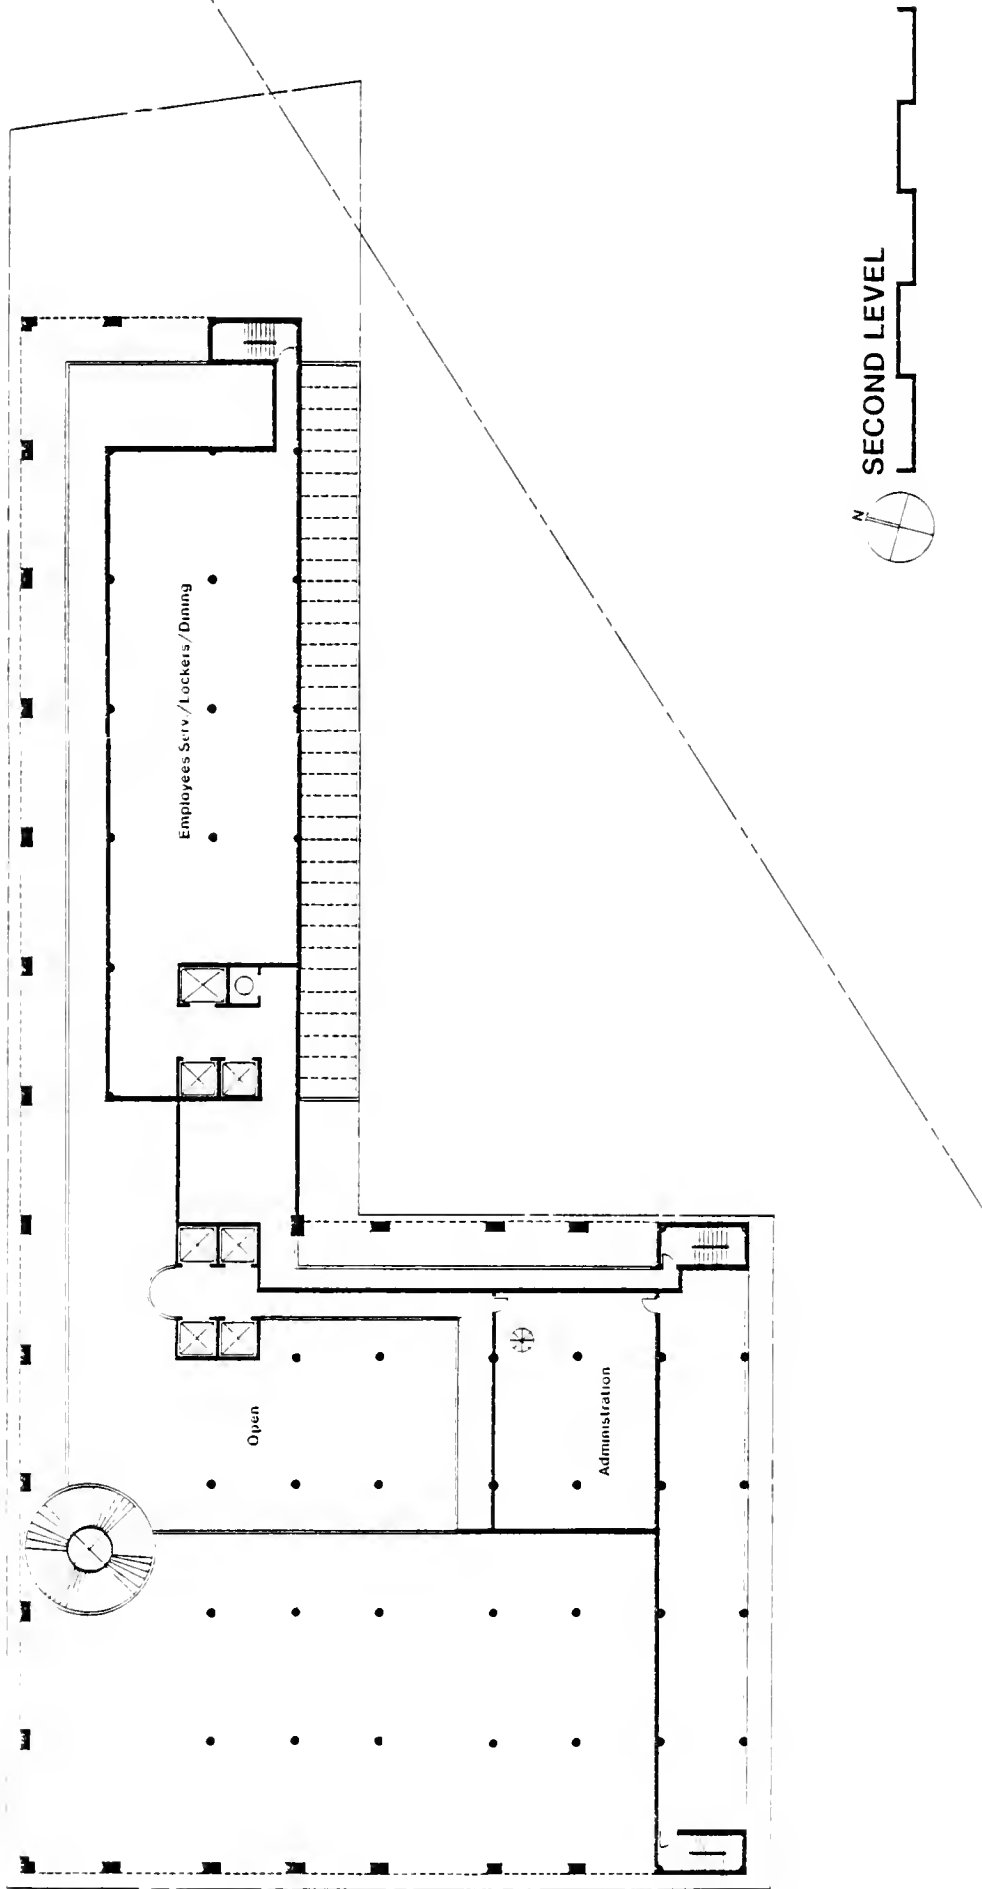 SECOND LEVEL
N
Employees Serv./Lockers/Dining
Open
Administration